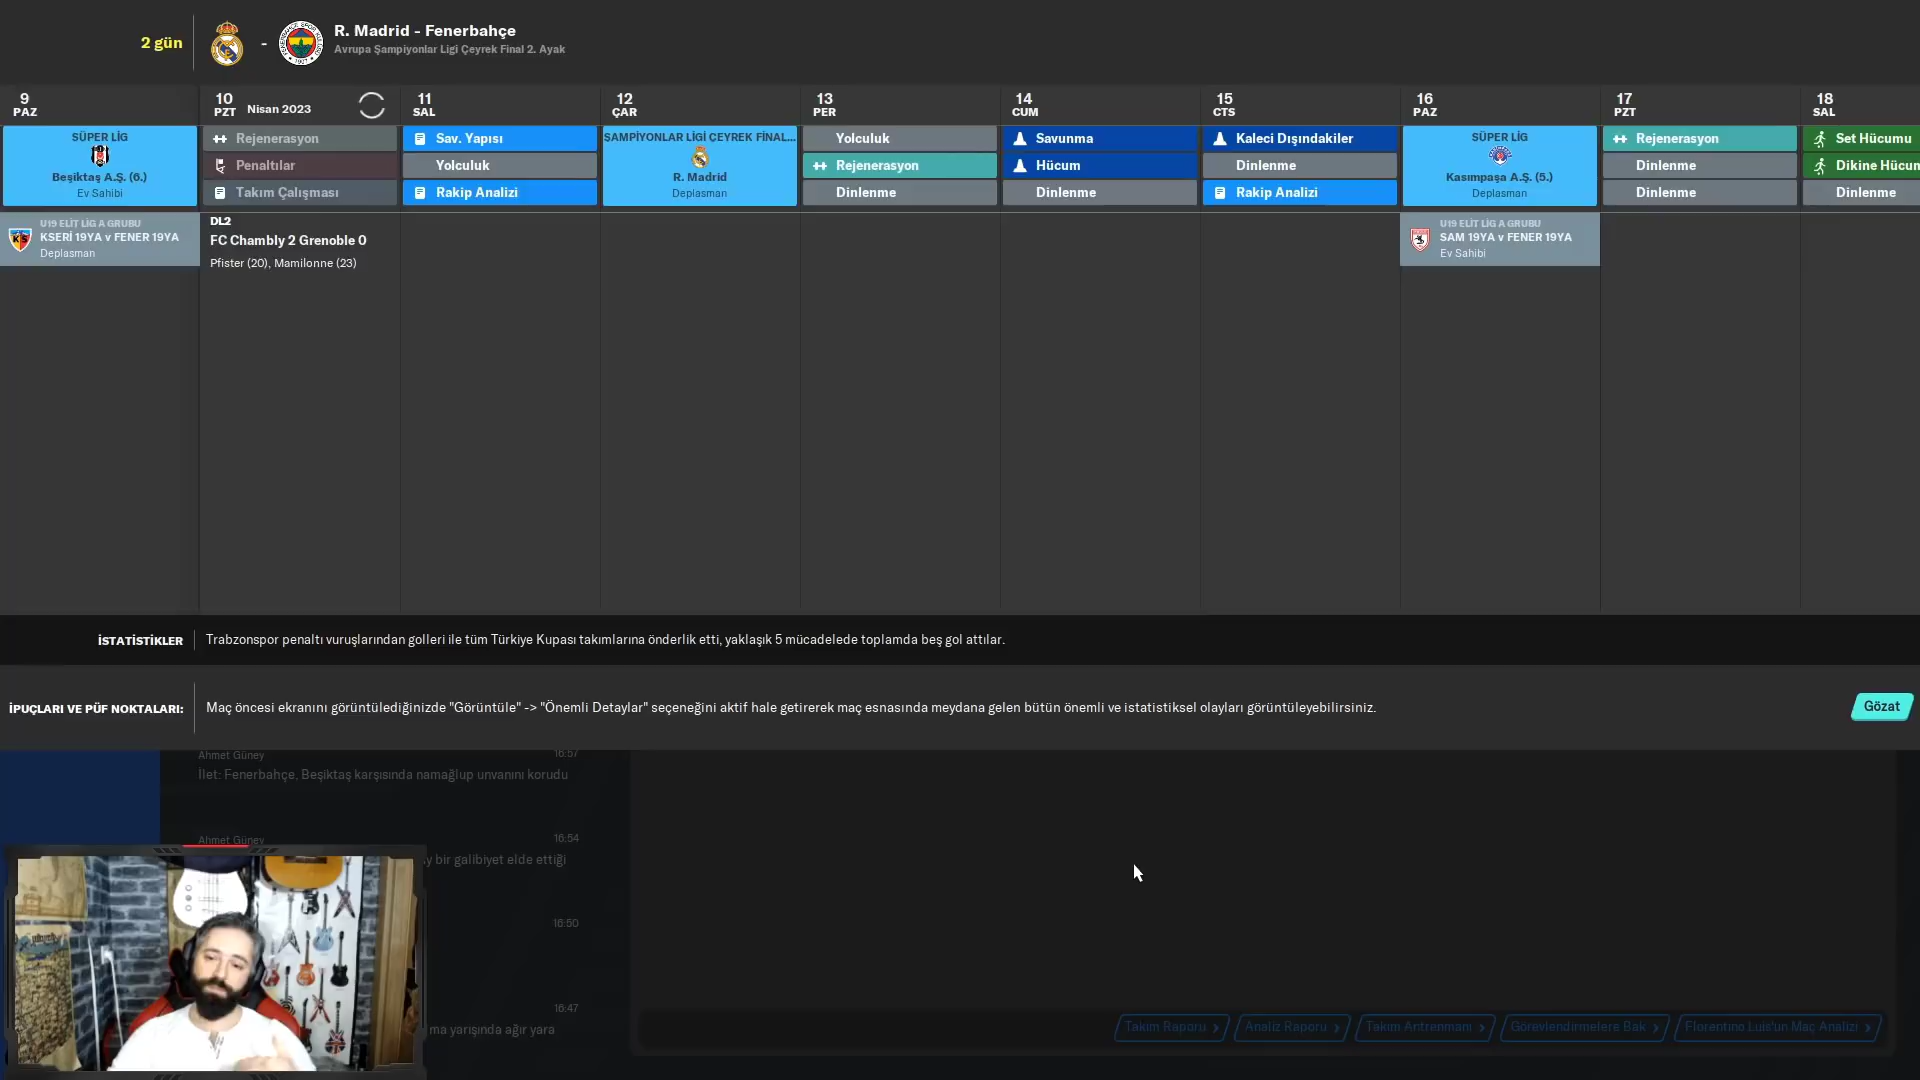 2 gün
R. Madrid - Fenerbahçe
Avrupa Şampiyonlar Ligi Çeyrek Final 2. Ayak
9
PAZ
10
PZT
Nisan 2023
11
SAL
12
ÇAR
13
PER
14
CUM
15
CTS
16
PAZ
17
PZT
18
SAL
SÜPER LİG
Beşiktaş A.Ş. (6.)
Ev Sahibi
Rejenerasyon
Penaltılar
Takım Çalışması
Sav. Yapısı
Yolculuk
Rakip Analizi
ŞAMPİYONLAR LİGİ ÇEYREK FİNAL...
R. Madrid
Deplasman
Yolculuk
Rejenerasyon
Dinlenme
Savunma
Hücum
Dinlenme
Kaleci Dışındakiler
Dinlenme
Rakip Analizi
SÜPER LİG
Kasımpaşa A.Ş. (5.)
Deplasman
Rejenerasyon
Dinlenme
Dinlenme
Set Hücumu
Dikine Hücum
Dinlenme
U19 ELİT LİG A GRUBU
KSERİ 19YA v FENER 19YA
Deplasman
DL2
FC Chambly 2 Grenoble 0
Pfister (20), Mamilonne (23)
U19 ELİT LİG A GRUBU
SAM 19YA v FENER 19YA
Ev Sahibi
İSTATİSTİKLER
Trabzonspor penaltı vuruşlarından golleri ile tüm Türkiye Kupası takımlarına önderlik etti, yaklaşık 5 mücadelede toplamda beş gol attılar.
İPUÇLARI VE PÜF NOKTALARI:
Maç öncesi ekranını görüntülediğinizde "Görüntüle" -> "Önemli Detaylar" seçeneğini aktif hale getirerek maç esnasında meydana gelen bütün önemli ve istatistiksel olayları görüntüleyebilirsiniz.
Gözat
Ahmet Güney
16:57
İlet: Fenerbahçe, Beşiktaş karşısında namağlup unvanını korudu
Ahmet Güney
16:54
bir galibiyet elde ettiği
16:50
16:47
yarışında ağır yara
Takım Raporu
Analiz Raporu
Takım Antrenmanı
Görevlendirmelere Bak
Florentino Luis'un Maç Analizi